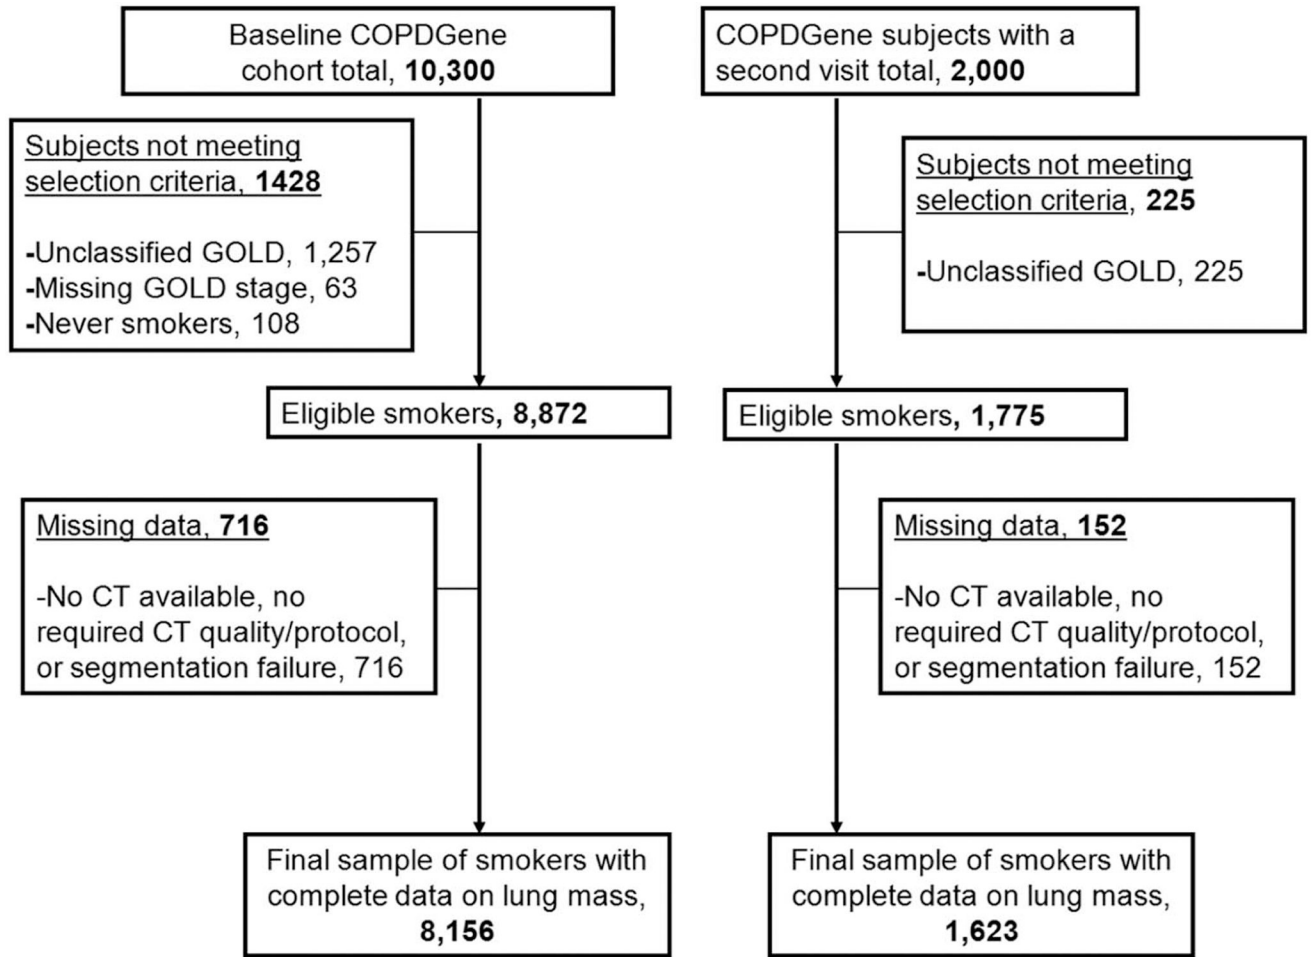 Baseline COPDGene
cohort total, 10,300
Subjects not meeting
selection criteria, 1428
-Unclassified GOLD, 1,257
-Missing GOLD stage, 63
-Never smokers, 108
Eligible smokers, 8,872
Missing data, 716
-No CT available, no
required CT quality/protocol,
or segmentation failure, 716
Final sample of smokers with
complete data on lung mass,
8,156
COPDGene subjects with a
second visit total, 2,000
Subjects not meeting
selection criteria, 225
-Unclassified GOLD, 225
Eligible smokers, 1,775
Missing data, 152
-No CT available, no
required CT quality/protocol,
or segmentation failure, 152
Final sample of smokers with
complete data on lung mass,
1,623